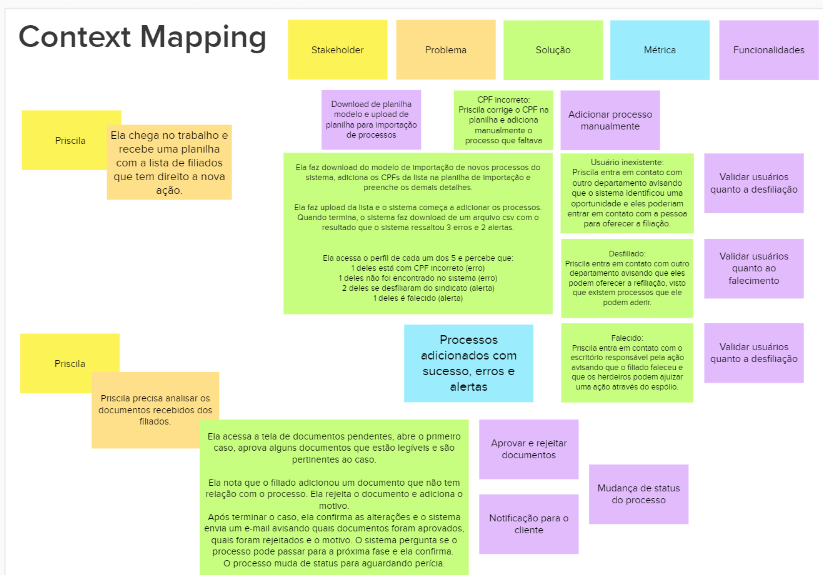 Context Mapping
Stakeholder
Problema
Solução
Métrica
Funcionalidades
Priscila
Ela chega no trabalho e
recebe uma planilha
com a lista de filiados
que tem direito a nova
ação.
Download de planilha
modelo e upload de
planilha para importação
de processos
CPF incorreto:
Priscila corrige o CPF na
planilha e adiciona
manualmente o
processo que faltava
Adicionar processo
manualmente
Ela faz download do modelo de importação de novos processos do
sistema, adiciona os CPFs da lista na planilha de importação e
preenche os demais detalhes.
Ela faz upload da lista e o sistema começa a adicionar os processos.
Quando termina, o sistema faz download de um arquivo csv com o
resultado que o sistema ressaltou 3 erros e 2 alertas.
Ela acessa o perfil de cada um dos 5 e percebe que:
1 deles está com CPF incorreto (erro)
1 deles não foi encontrado no sistema (erro)
2 deles se desfiliaram do sindicato (alerta)
1 deles é falecido (alerta)
Usuário inexistente:
Priscila entra em contato com
outro departamento avisando
que o sistema identificou uma
oportunidade e eles poderiam
entrar em contato com a pessoa
para oferecer a filiação.
Validar usuários
quanto a desfiliação
Desfiliado:
Priscila entra em contato com outro
departamento avisando que eles
podem oferecer a refiliação, visto
que existem processos que ele
podem aderir.
Validar usuários
quanto ao
falecimento
Falecido:
Priscila entra em contato com o
escritório responsável pela ação
avisando que o filiado faleceu e
que os herdeiros podem ajuizar
uma ação através do espólio.
Validar usuários
quanto a desfiliação
Processos
adicionados com
sucesso, erros e
alertas
Priscila
Priscila precisa analisar os
documentos recebidos dos
filiados.
Ela acessa a tela de documentos pendentes, abre o primeiro
caso, aprova alguns documentos que estão legíveis e são
pertinentes ao caso.
Ela nota que o filiado adicionou um documento que não tem
relação com o processo. Ela rejeita o documento e adiciona o
motivo.
Após terminar o caso, ela confirma as alterações e o sistema
envia um e-mail avisando quais documentos foram aprovados,
quais foram rejeitados e o motivo. O sistema pergunta se o
processo pode passar para a próxima fase e ela confirma.
O processo muda de status para aguardando perícia.
Aprovar e rejeitar
documentos
Mudança de status
do processo
Notificação para o
cliente